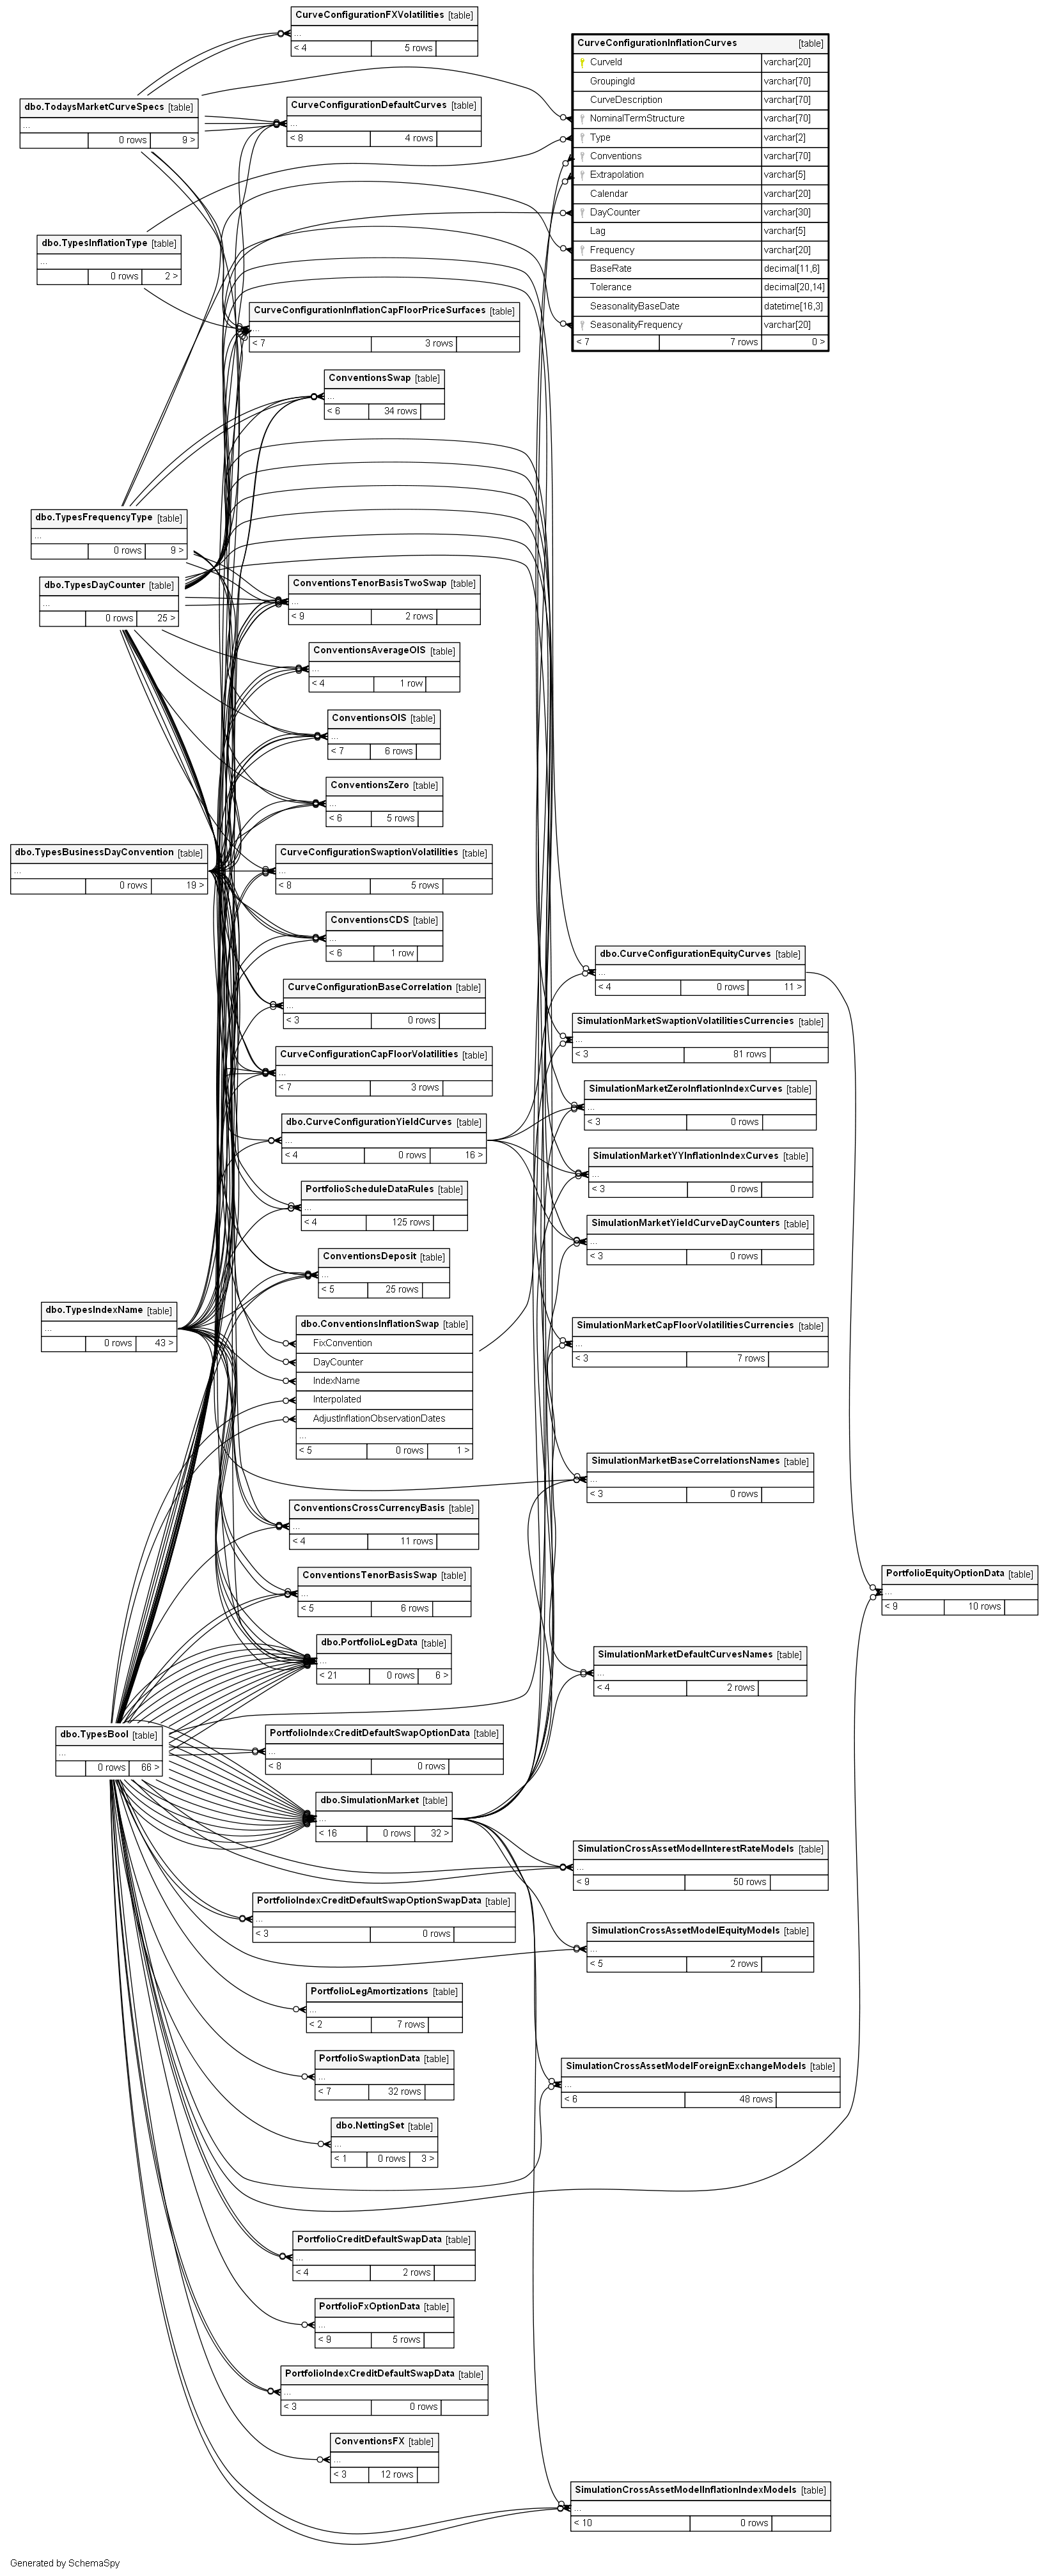 CurveConfigurationFXVolatilities [table]
...
< 4 5 rows
CurveConfigurationInflationCurves [table]
CurveId varchar[20]
GroupingId varchar[70]
CurveDescription varchar[70]
NominalTermStructure varchar[70]
Type varchar[2]
Conventions varchar[70]
Extrapolation varchar[5]
Calendar varchar[20]
DayCounter varchar[30]
Lag varchar[5]
Frequency varchar[20]
BaseRate decimal[11,6]
Tolerance decimal[20,14]
SeasonalityBaseDate datetime[16,3]
SeasonalityFrequency varchar[20]
< 7 7 rows 0 >
dbo.TodaysMarketCurveSpecs [table]
...
0 rows 9 >
CurveConfigurationDefaultCurves [table]
...
< 8 4 rows
dbo.TypesInflationType [table]
...
0 rows 2 >
CurveConfigurationInflationCapFloorPriceSurfaces [table]
...
< 7 3 rows
ConventionsSwap [table]
...
< 6 34 rows
dbo.TypesFrequencyType [table]
...
0 rows 9 >
dbo.TypesDayCounter [table]
...
0 rows 25 >
ConventionsTenorBasisTwoSwap [table]
...
< 9 2 rows
ConventionsAverageOIS [table]
...
< 4 1 row
ConventionsOIS [table]
...
< 7 6 rows
ConventionsZero [table]
...
< 6 5 rows
dbo.TypesBusinessDayConvention [table]
...
0 rows 19 >
CurveConfigurationSwaptionVolatilities [table]
...
< 8 5 rows
ConventionsCDS [table]
...
< 6 1 row
dbo.CurveConfigurationEquityCurves [table]
...
< 4 0 rows 11 >
CurveConfigurationBaseCorrelation [table]
...
< 3 0 rows
SimulationMarketSwaptionVolatilitiesCurrencies [table]
...
< 3 81 rows
CurveConfigurationCapFloorVolatilities [table]
...
< 7 3 rows
SimulationMarketZeroInflationIndexCurves [table]
...
< 3 0 rows
dbo.CurveConfigurationYieldCurves [table]
...
< 4 0 rows 16 >
SimulationMarketYYInflationIndexCurves [table]
...
< 3 0 rows
PortfolioScheduleDataRules [table]
...
< 4 125 rows
SimulationMarketYieldCurveDayCounters [table]
...
< 3 0 rows
ConventionsDeposit [table]
...
< 5 25 rows
dbo.TypesIndexName [table]
...
0 rows 43 >
dbo.ConventionsInflationSwap [table]
FixConvention
DayCounter
IndexName
Interpolated
AdjustInflationObservationDates
...
< 5 0 rows 1 >
SimulationMarketCapFloorVolatilitiesCurrencies [table]
...
< 3 7 rows
SimulationMarketBaseCorrelationsNames [table]
...
< 3 0 rows
ConventionsCrossCurrencyBasis [table]
...
< 4 11 rows
ConventionsTenorBasisSwap [table]
...
< 5 6 rows
PortfolioEquityOptionData [table]
...
< 9 10 rows
dbo.PortfolioLegData [table]
...
< 21 0 rows 6 >
SimulationMarketDefaultCurvesNames [table]
...
< 4 2 rows
dbo.TypesBool [table]
...
0 rows 66 >
PortfolioIndexCreditDefaultSwapOptionData [table]
...
< 8 0 rows
dbo.SimulationMarket [table]
...
< 16 0 rows 32 >
SimulationCrossAssetModelInterestRateModels [table]
...
< 9 50 rows
PortfolioIndexCreditDefaultSwapOptionSwapData [table]
...
< 3 0 rows
SimulationCrossAssetModelEquityModels [table]
...
< 5 2 rows
PortfolioLegAmortizations [table]
...
< 2 7 rows
PortfolioSwaptionData [table]
...
< 7 32 rows
SimulationCrossAssetModelForeignExchangeModels [table]
...
< 6 48 rows
dbo.NettingSet [table]
...
< 1 0 rows 3 >
PortfolioCreditDefaultSwapData [table]
...
< 4 2 rows
PortfolioFxOptionData [table]
...
< 9 5 rows
PortfolioIndexCreditDefaultSwapData [table]
...
< 3 0 rows
ConventionsFX [table]
...
< 3 12 rows
SimulationCrossAssetModelInflationIndexModels [table]
...
< 10 0 rows
Generated by SchemaSpy